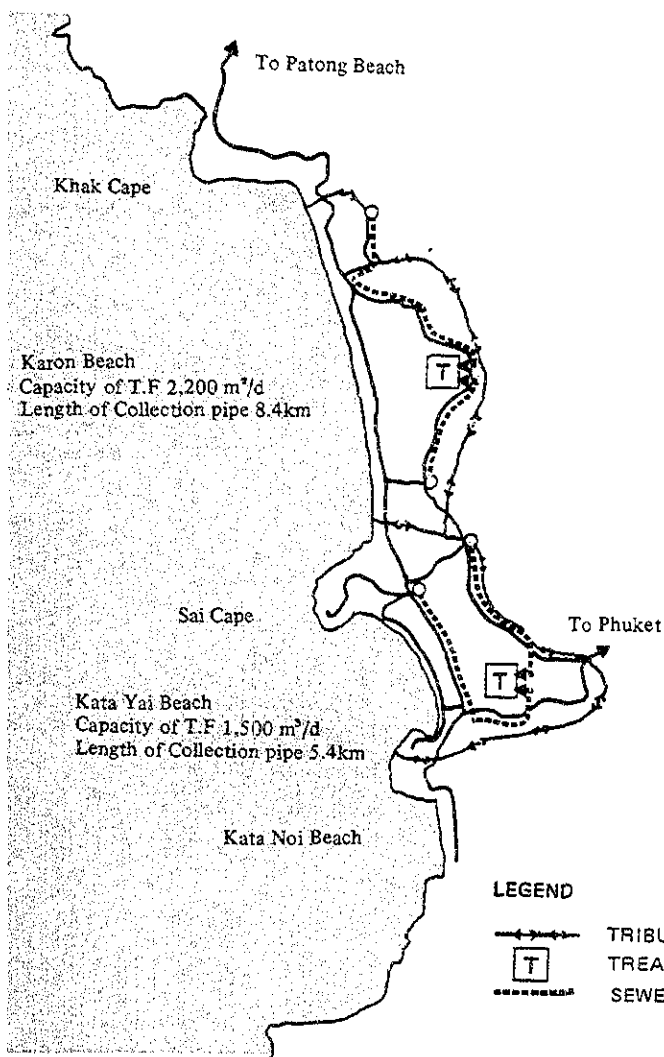 To Patong Beach
Khak Cape
Karon Beach
Capacity of T.F 2,200 m³/d
Length of Collection pipe 8.4km
T
Sai Cape
To Phuket
T
Kata Yai Beach
Capacity of T.F 1,500 m³/d
Length of Collection pipe 5.4km
Kata Noi Beach
LEGEND
TRIBU
T TREA
SEWE